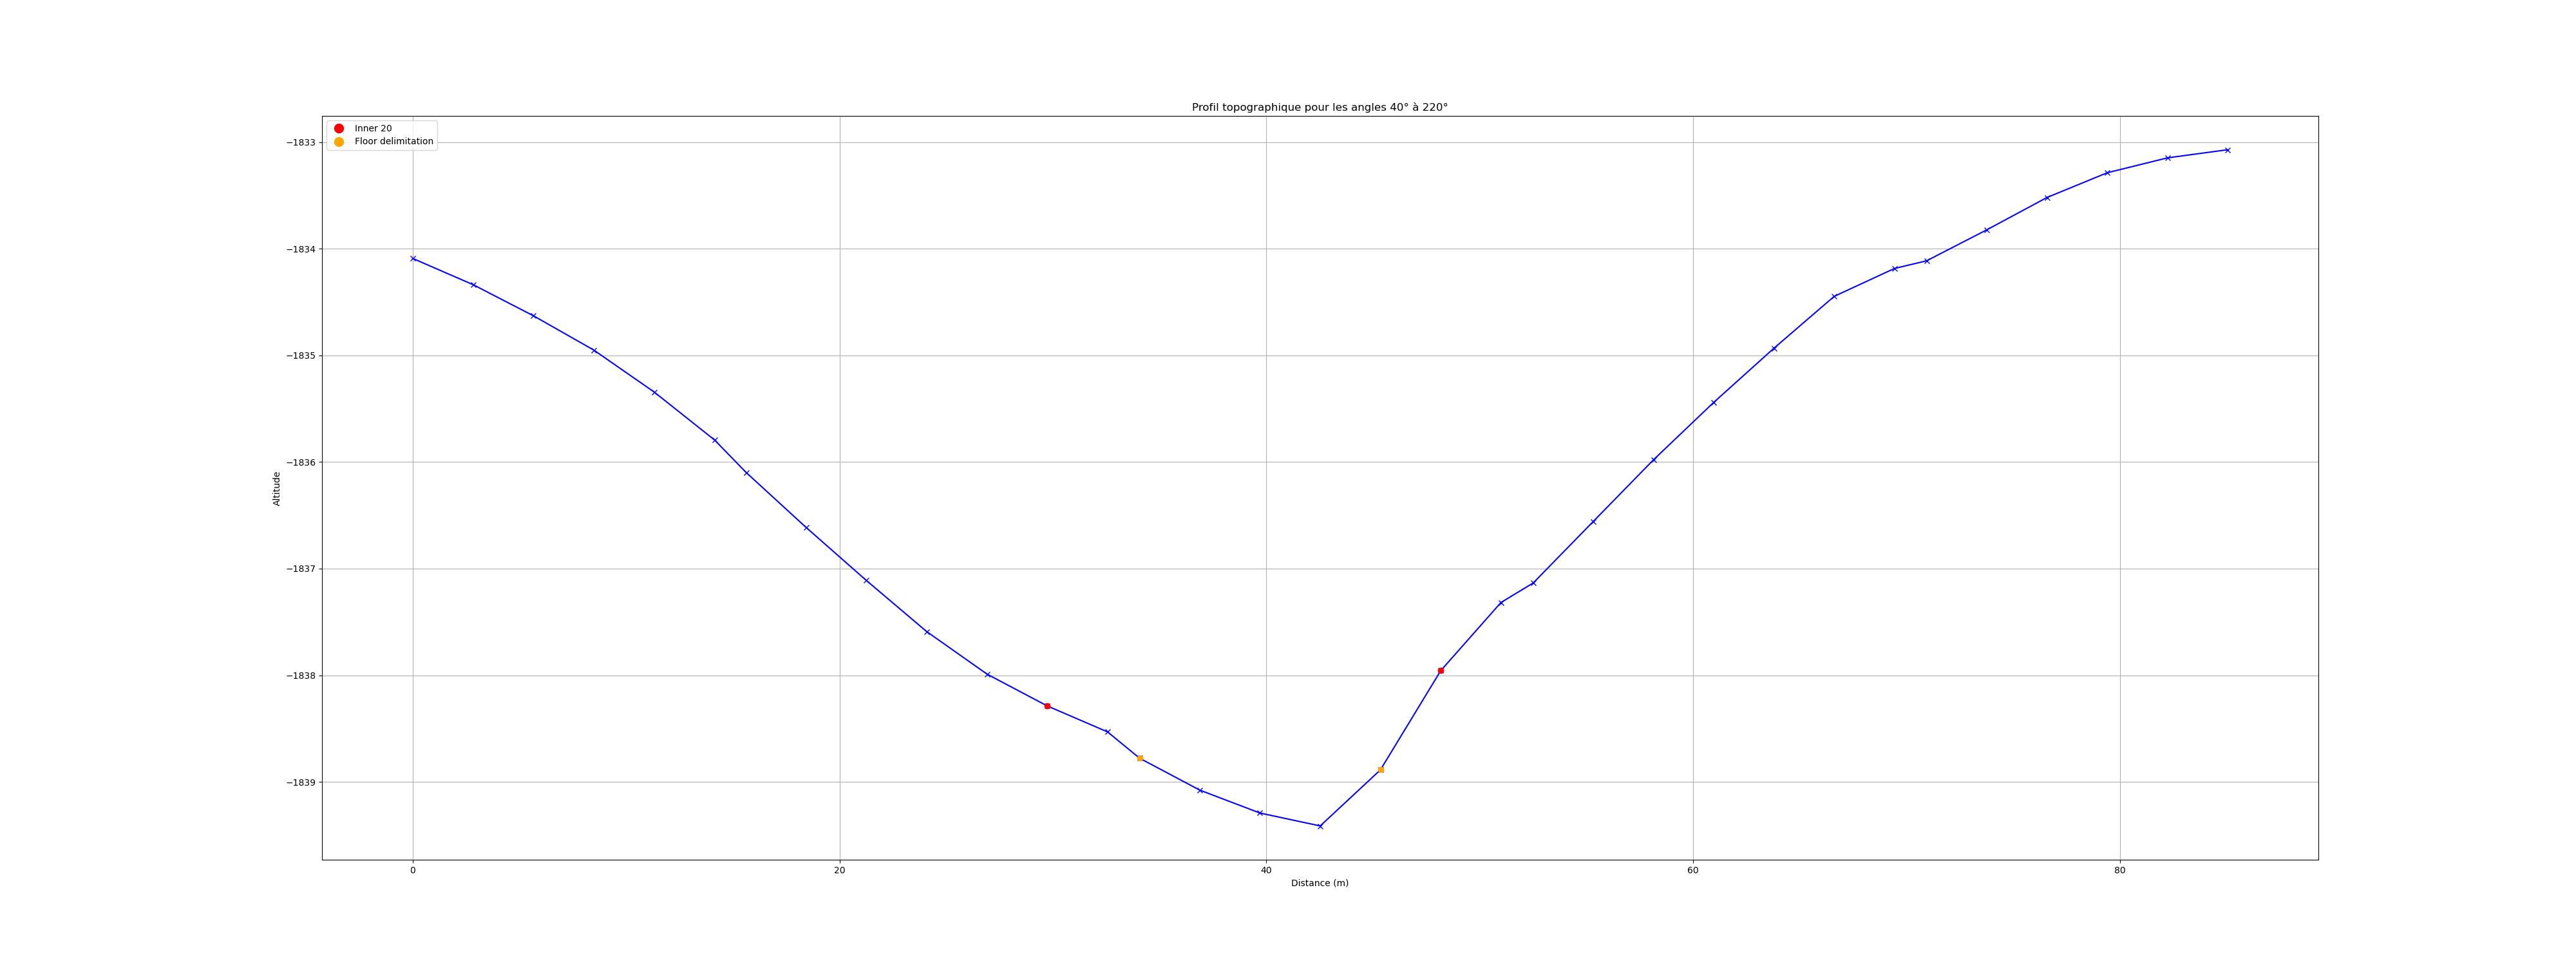 Profil topographique pour les angles 40° à 220°
Inner 20
Floor delimitation
−1833
−1834
−1835
−1836
−1837
−1838
−1839
Altitude
0
20
40
60
80
Distance (m)